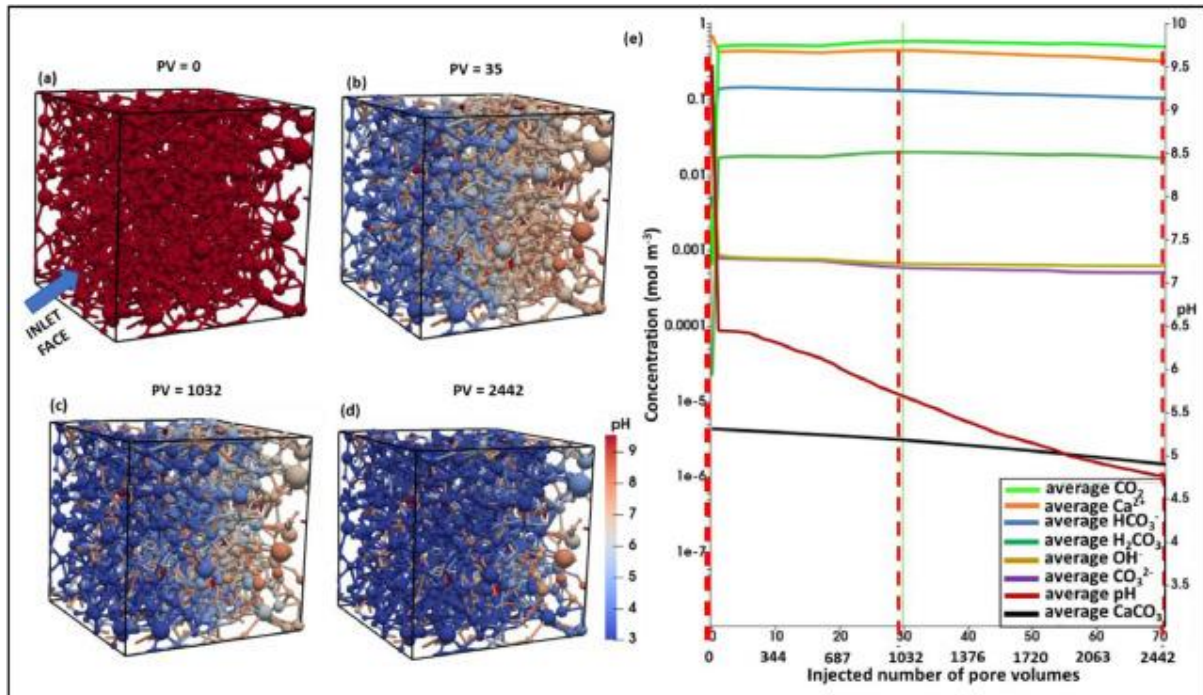 (a)
PV = 0
INLET
FACE
(b)
PV = 35
PV = 1032
(c)
PV = 2442
(d)
pH
9
8
7
6
5
4
3
(e)
Concentration (mol m⁻³)
1
0.1
0.01
0.001
0.0001
1e-5
1e-6
1e-7
10
9.5
9
8.5
8
7.5
7
6.5
6
5.5
5
4.5
4
3.5
pH
average CO₂
average Ca²⁺
average HCO₃⁻
average H₂CO₃
average OH⁻
average CO₃²⁻
average pH
average CaCO₃
0 10 20 30 40 50 60 70
0 344 687 1032 1376 1720 2063 2442
Injected number of pore volumes